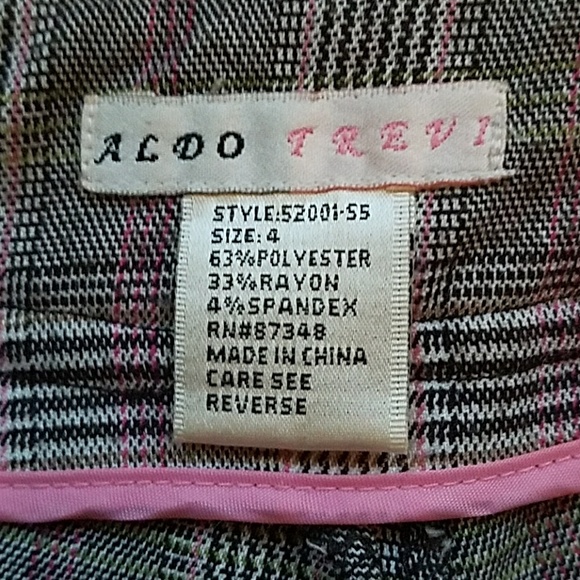 ALDO TREVI
STYLE:52001-55
SIZE: 4
63%POLYESTER
33%RAYON
4%SPANDEX
RN#87348
MADE IN CHINA
CARE SEE
REVERSE